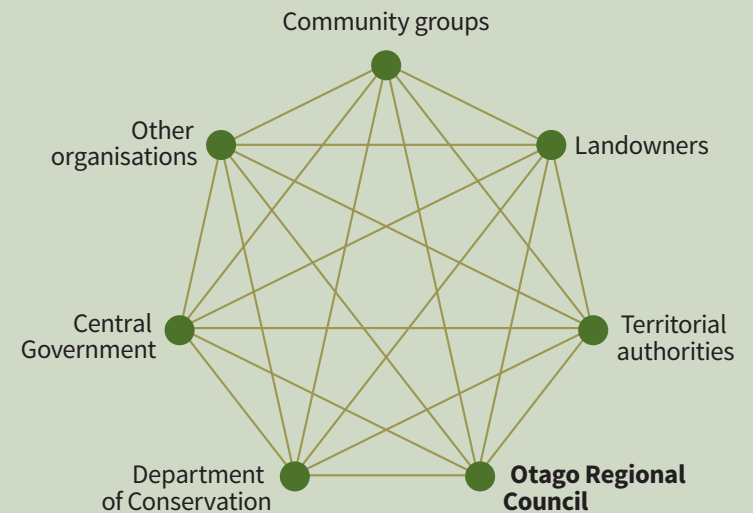 Community groups
Other
organisations
Landowners
Central
Government
Territorial
authorities
Department
of Conservation
Otago Regional
Council